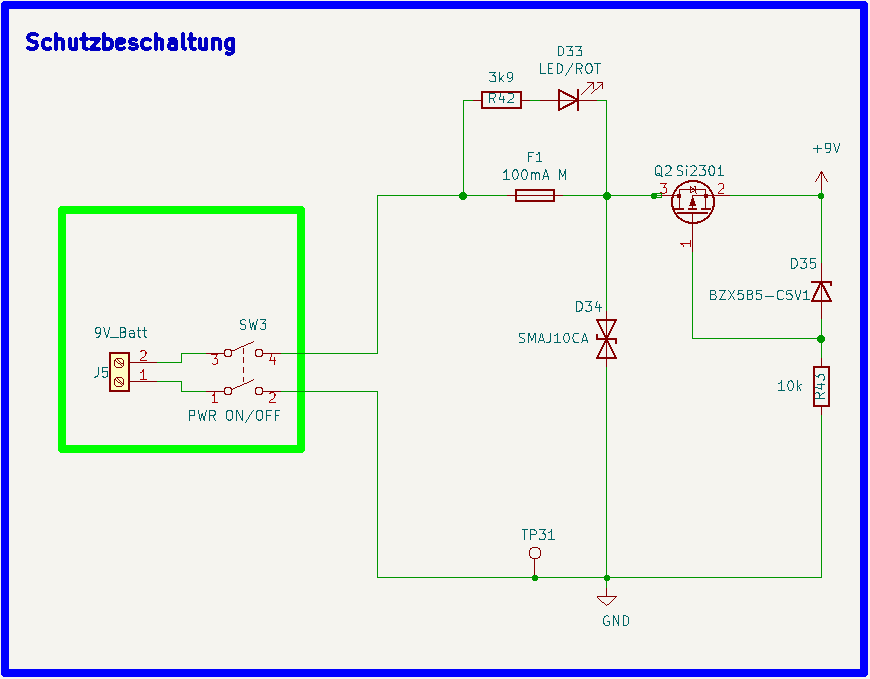 Schutzbeschaltung
D33
LED/ROT
3k9
R42
F1
100mA M
Q2 Si2301
3
2
1
+9V
D35
BZX5B5-C5V1
D34
SMAJ10CA
10k
R43
9V_Batt
SW3
J5
2
1
3
4
1
2
PWR ON/OFF
TP31
GND